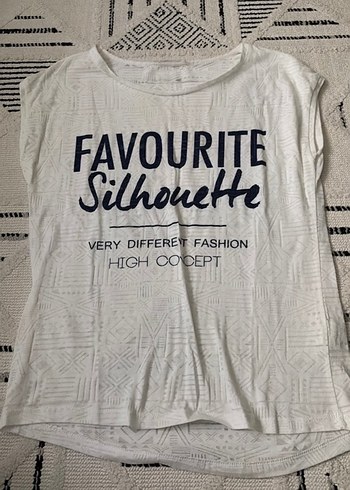 FAVOURITE
Silhouette
VERY DIFFERENT FASHION
HIGH CONCEPT